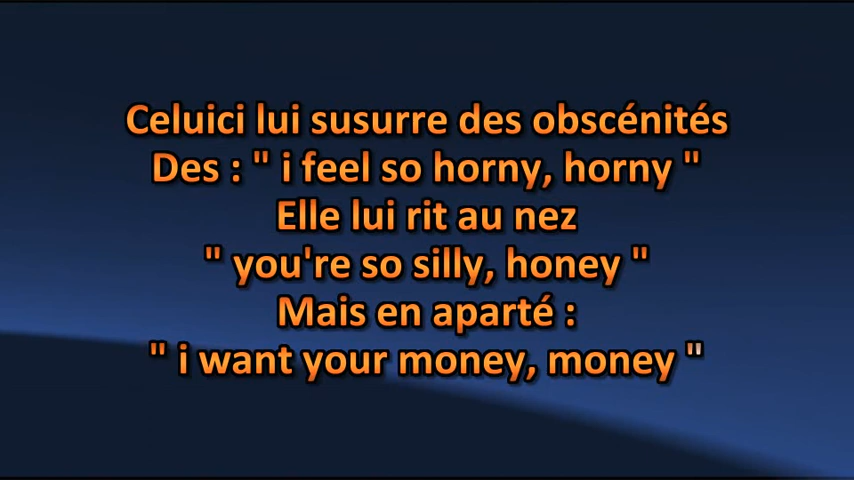 Celuici lui susurre des obscénités
Des : " i feel so horny, horny "
Elle lui rit au nez
" you're so silly, honey "
Mais en aparté :
" i want your money, money "